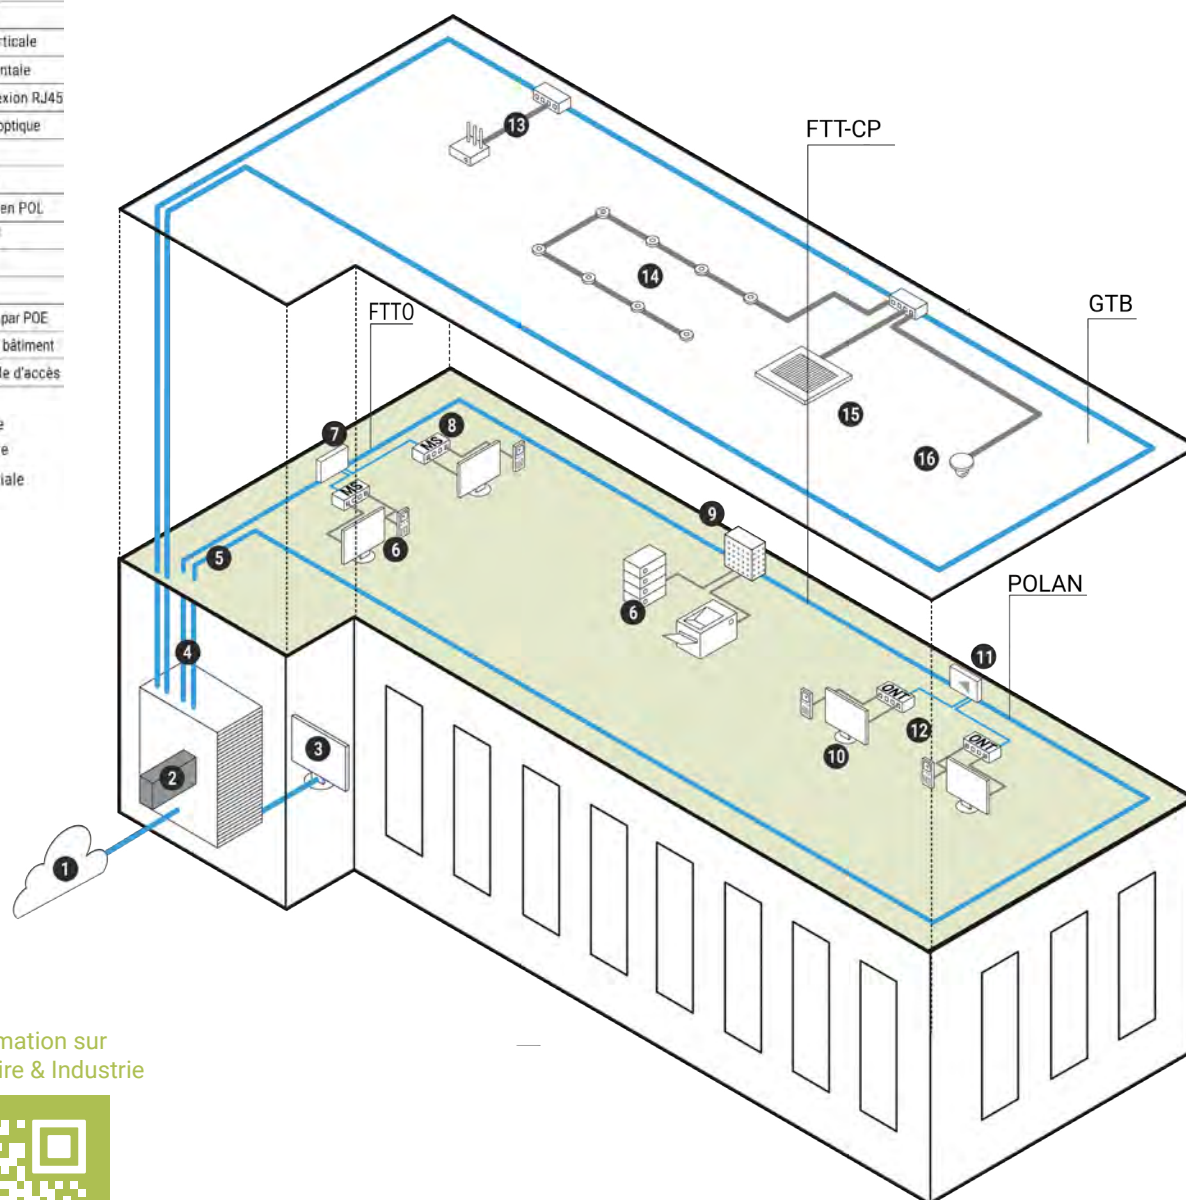 rticale
ntale
exion RJ45
optique
en POL
par POE
bâtiment
le d'accès
e
e
iale
FTT-CP
GTB
FTTO
POLAN
13
14
15
16
7
8
MS
MS
6
5
9
6
4
11
ONT
12
ONT
10
3
2
1
mation sur
ire & Industrie